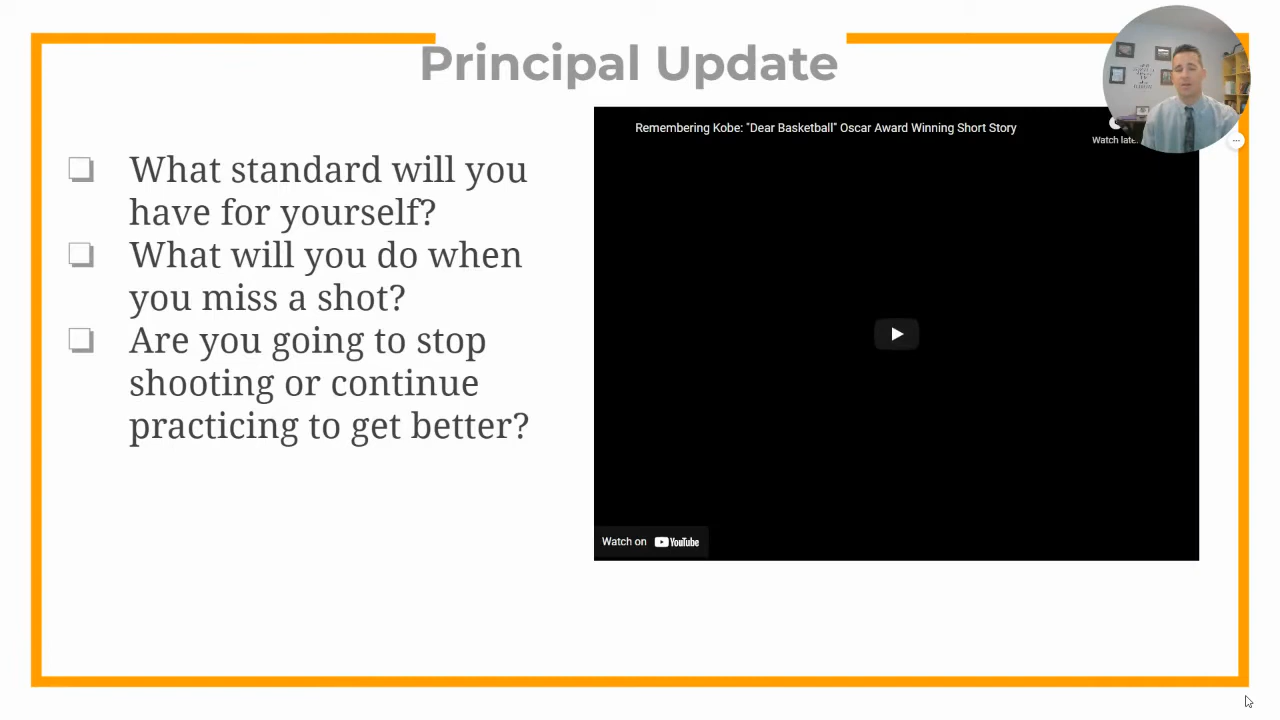 Principal Update
What standard will you
have for yourself?
What will you do when
you miss a shot?
Are you going to stop
shooting or continue
practicing to get better?
Remembering Kobe: "Dear Basketball" Oscar Award Winning Short Story
Watch late
Watch on YouTube